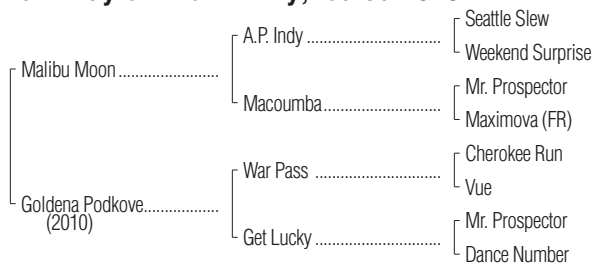 Seattle Slew
A.P. Indy
Weekend Surprise
Malibu Moon
Mr. Prospector
Macoumba
Maximova (FR)
Cherokee Run
War Pass
Vue
Goldena Podkove
(2010)
Mr. Prospector
Get Lucky
Dance Number